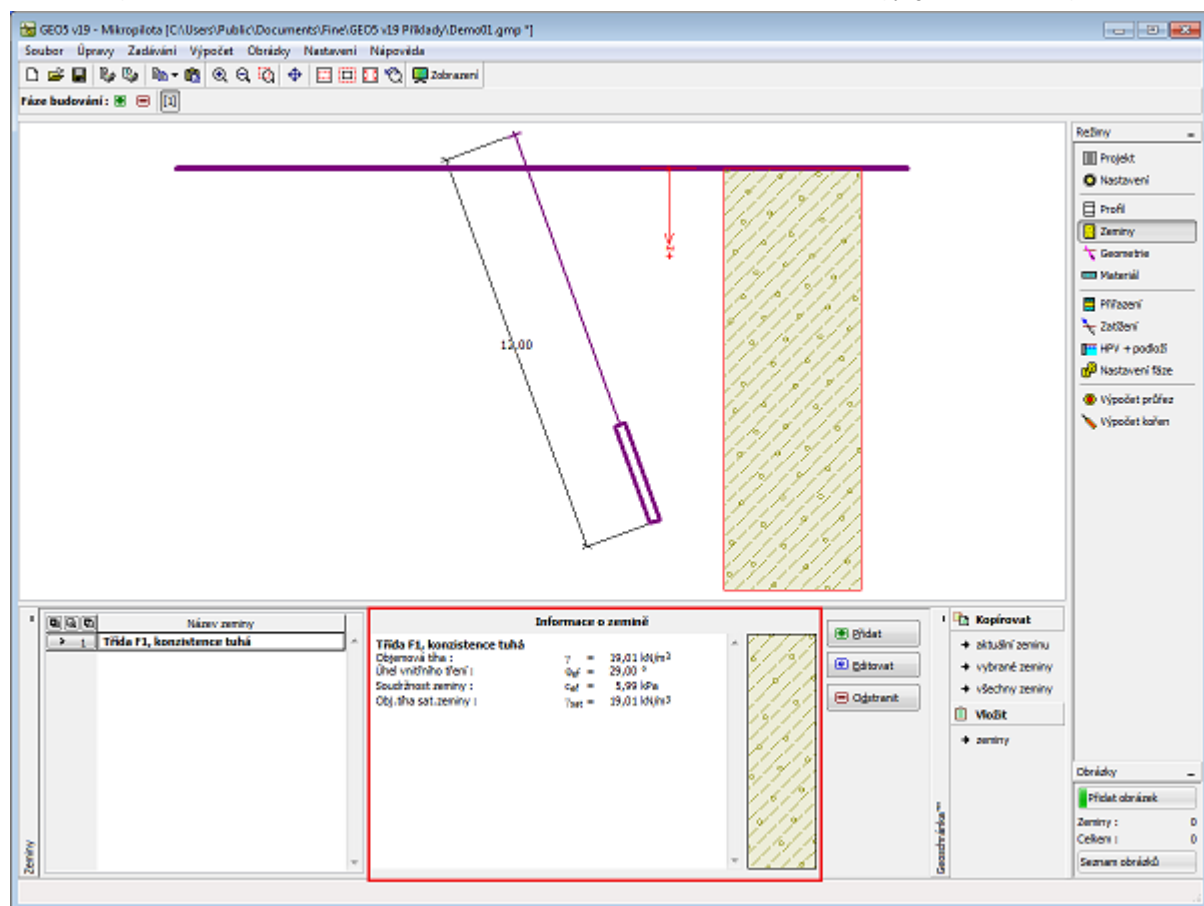 GEO5 v19 - Mikropilota [C:\Users\Public\Documents\Fine\GEO5 v19 Příklady\Demo01.gmp *]
Soubor Úpravy Zadávání Výpočet Obrázky Nastavení Nápověda
Zobrazení
Fáze budování : [1]
+z
12,00
Režimy
Projekt
Nastavení
Profil
Zeminy
Geometrie
Materiál
Přiřazení
Zatížení
HPV + podloží
Nastavení fáze
Výpočet průřez
Výpočet kořen
Název zeminy
1 Třída F1, konzistence tuhá
Informace o zemině
Třída F1, konzistence tuhá
Objemová tíha : γ = 19,01 kN/m³
Úhel vnitřního tření : φef = 29,00 °
Soudržnost zeminy : cef = 5,99 kPa
Obj.tíha sat.zeminy : γsat = 19,01 kN/m³
Přidat
Editovat
Odstranit
Kopírovat
aktuální zeminu
vybrané zeminy
všechny zeminy
Vložit
zeminy
Geoschránka™
Zeminy
Obrázky
Přidat obrázek
Zeminy : 0
Celkem : 0
Seznam obrázků